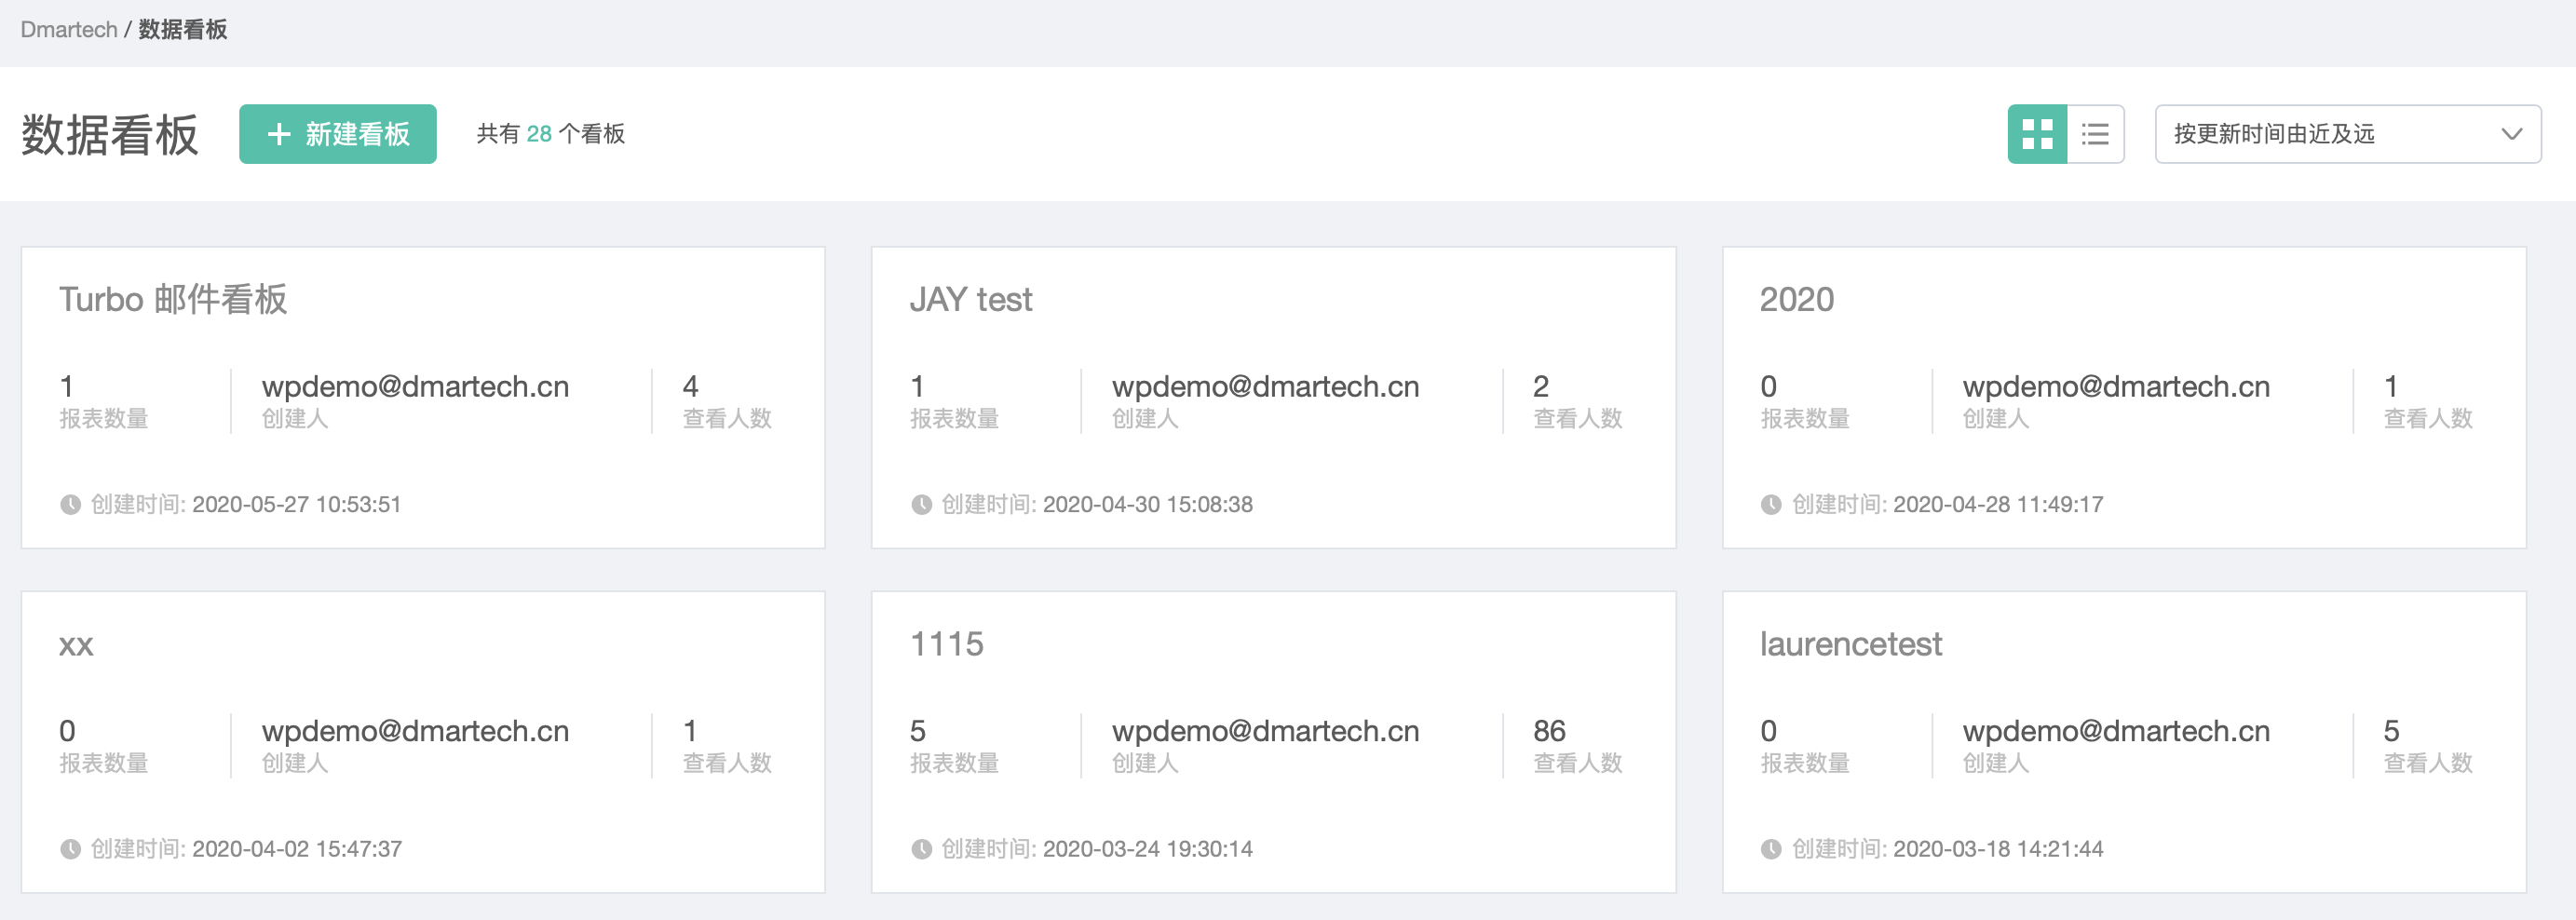 Dmartech / 数据看板
数据看板
+ 新建看板
共有 28 个看板
按更新时间由近及远
Turbo 邮件看板
1
报表数量
wpdemo@dmartech.cn
创建人
4
查看人数
创建时间: 2020-05-27 10:53:51
JAY test
1
报表数量
wpdemo@dmartech.cn
创建人
2
查看人数
创建时间: 2020-04-30 15:08:38
2020
0
报表数量
wpdemo@dmartech.cn
创建人
1
查看人数
创建时间: 2020-04-28 11:49:17
xx
0
报表数量
wpdemo@dmartech.cn
创建人
1
查看人数
创建时间: 2020-04-02 15:47:37
1115
5
报表数量
wpdemo@dmartech.cn
创建人
86
查看人数
创建时间: 2020-03-24 19:30:14
laurencetest
0
报表数量
wpdemo@dmartech.cn
创建人
5
查看人数
创建时间: 2020-03-18 14:21:44